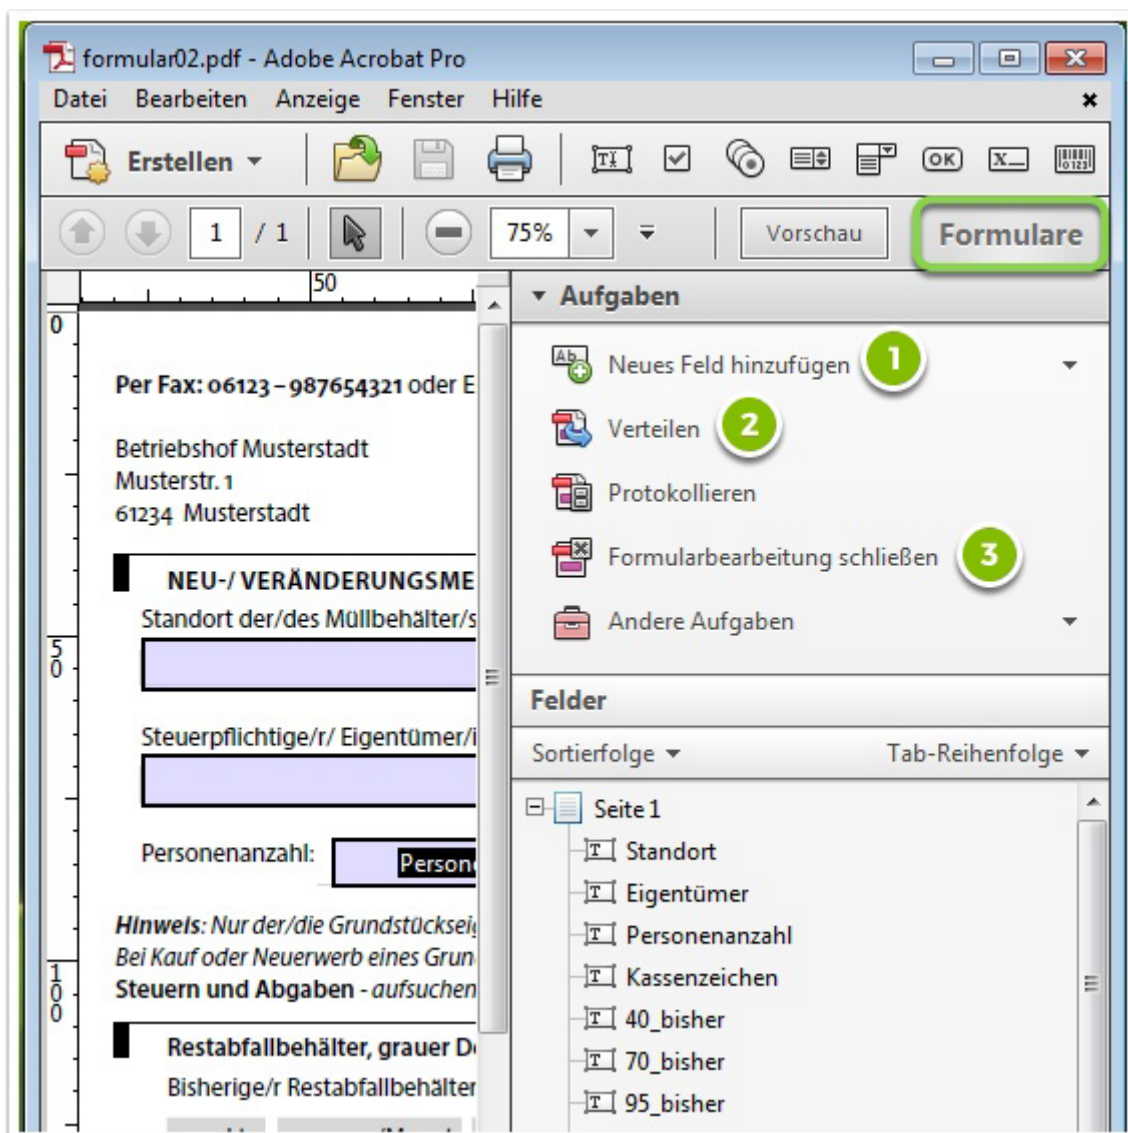 formular02.pdf - Adobe Acrobat Pro
Datei Bearbeiten Anzeige Fenster Hilfe
Erstellen
OK
1 / 1 75% Vorschau Formulare
50
Aufgaben
0
Neues Feld hinzufügen 1
Per Fax: 06123 – 987654321 oder E
Verteilen 2
Betriebshof Musterstadt
Musterstr. 1
61234 Musterstadt
Protokollieren
Formularbearbeitung schließen 3
NEU-/ VERÄNDERUNGSME
Standort der/des Müllbehälter/s
Andere Aufgaben
50
Felder
Steuerpflichtige/r/ Eigentümer/i
Sortierfolge Tab-Reihenfolge
Seite 1
Personenanzahl: Person
Standort
Eigentümer
Personenanzahl
Kassenzeichen
40_bisher
70_bisher
95_bisher
Hinweis: Nur der/die Grundstückseig
Bei Kauf oder Neuerwerb eines Grun
100
Steuern und Abgaben - aufsuchen
Restabfallbehälter, grauer De
Bisherige/r Restabfallbehälter